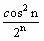 cos² n
2ⁿ